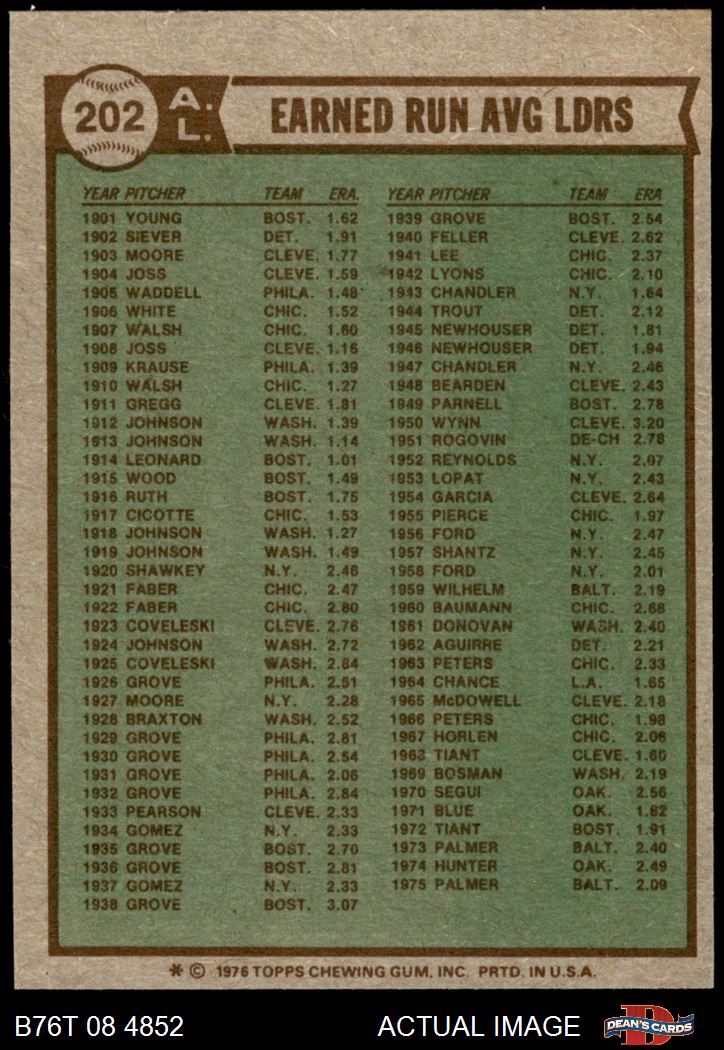 202 A. L. EARNED RUN AVG LDRS
YEAR PITCHER TEAM ERA.
1901 YOUNG BOST. 1.62
1902 SIEVER DET. 1.91
1903 MOORE CLEVE. 1.77
1904 JOSS CLEVE. 1.59
1905 WADDELL PHILA. 1.48
1906 WHITE CHIC. 1.52
1907 WALSH CHIC. 1.60
1908 JOSS CLEVE. 1.16
1909 KRAUSE PHILA. 1.39
1910 WALSH CHIC. 1.27
1911 GREGG CLEVE. 1.81
1912 JOHNSON WASH. 1.39
1913 JOHNSON WASH. 1.14
1914 LEONARD BOST. 1.01
1915 WOOD BOST. 1.49
1916 RUTH BOST. 1.75
1917 CICOTTE CHIC. 1.53
1918 JOHNSON WASH. 1.27
1919 JOHNSON WASH. 1.49
1920 SHAWKEY N.Y. 2.46
1921 FABER CHIC. 2.47
1922 FABER CHIC. 2.80
1923 COVELESKI CLEVE. 2.76
1924 JOHNSON WASH. 2.72
1925 COVELESKI WASH. 2.84
1926 GROVE PHILA. 2.51
1927 MOORE N.Y. 2.28
1928 BRAXTON WASH. 2.52
1929 GROVE PHILA. 2.81
1930 GROVE PHILA. 2.54
1931 GROVE PHILA. 2.06
1932 GROVE PHILA. 2.84
1933 PEARSON CLEVE. 2.33
1934 GOMEZ N.Y. 2.33
1935 GROVE BOST. 2.70
1936 GROVE BOST. 2.81
1937 GOMEZ N.Y. 2.33
1938 GROVE BOST. 3.07
YEAR PITCHER TEAM ERA
1939 GROVE BOST. 2.54
1940 FELLER CLEVE. 2.62
1941 LEE CHIC. 2.37
1942 LYONS CHIC. 2.10
1943 CHANDLER N.Y. 1.64
1944 TROUT DET. 2.12
1945 NEWHOUSER DET. 1.81
1946 NEWHOUSER DET. 1.94
1947 CHANDLER N.Y. 2.46
1948 BEARDEN CLEVE. 2.43
1949 PARNELL BOST. 2.78
1950 WYNN CLEVE. 3.20
1951 ROGOVIN DE-CH 2.78
1952 REYNOLDS N.Y. 2.07
1953 LOPAT N.Y. 2.43
1954 GARCIA CLEVE. 2.64
1955 PIERCE CHIC. 1.97
1956 FORD N.Y. 2.47
1957 SHANTZ N.Y. 2.45
1958 FORD N.Y. 2.01
1959 WILHELM BALT. 2.19
1960 BAUMANN CHIC. 2.68
1961 DONOVAN WASH. 2.40
1962 AGUIRRE DET. 2.21
1963 PETERS CHIC. 2.33
1964 CHANCE L.A. 1.65
1965 McDOWELL CLEVE. 2.18
1966 PETERS CHIC. 1.98
1967 HORLEN CHIC. 2.06
1968 TIANT CLEVE. 1.60
1969 BOSMAN WASH. 2.19
1970 SEGUI OAK. 2.56
1971 BLUE OAK. 1.82
1972 TIANT BOST. 1.91
1973 PALMER BALT. 2.40
1974 HUNTER OAK. 2.49
1975 PALMER BALT. 2.09
* © 1976 TOPPS CHEWING GUM, INC. PRTD. IN U.S.A.
B76T 08 4852 ACTUAL IMAGE DEAN'S CARDS